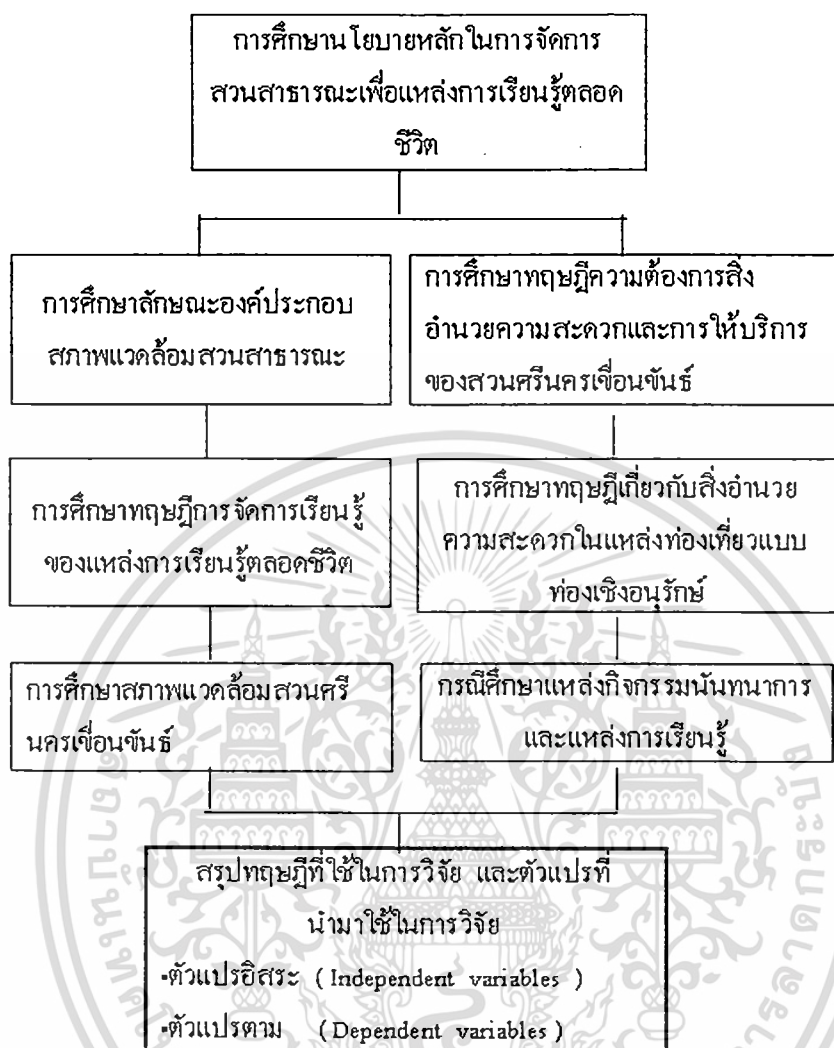 การศึกษานโยบายหลักในการจัดการ
สวนสาธารณะเพื่อแหล่งการเรียนรู้ตลอด
ชีวิต
การศึกษาลักษณะองค์ประกอบ
สภาพแวดล้อมสวนสาธารณะ
การศึกษาทฤษฎีความต้องการสิ่ง
อำนวยความสะดวกและการให้บริการ
ของสวนศรีนครเขื่อนขันธ์
การศึกษาทฤษฎีการจัดการเรียนรู้
ของแหล่งการเรียนรู้ตลอดชีวิต
การศึกษาทฤษฎีเกี่ยวกับสิ่งอำนวย
ความสะดวกในแหล่งท่องเที่ยวแบบ
ท่องเชิงอนุรักษ์
การศึกษาสภาพแวดล้อมสวนศรี
นครเขื่อนขันธ์
กรณีศึกษาแหล่งกิจกรรมนันทนาการ
และแหล่งการเรียนรู้
สรุปทฤษฎีที่ใช้ในการวิจัย และตัวแปรที่
นำมาใช้ในการวิจัย
-ตัวแปรอิสระ ( Independent variables )
-ตัวแปรตาม ( Dependent variables )